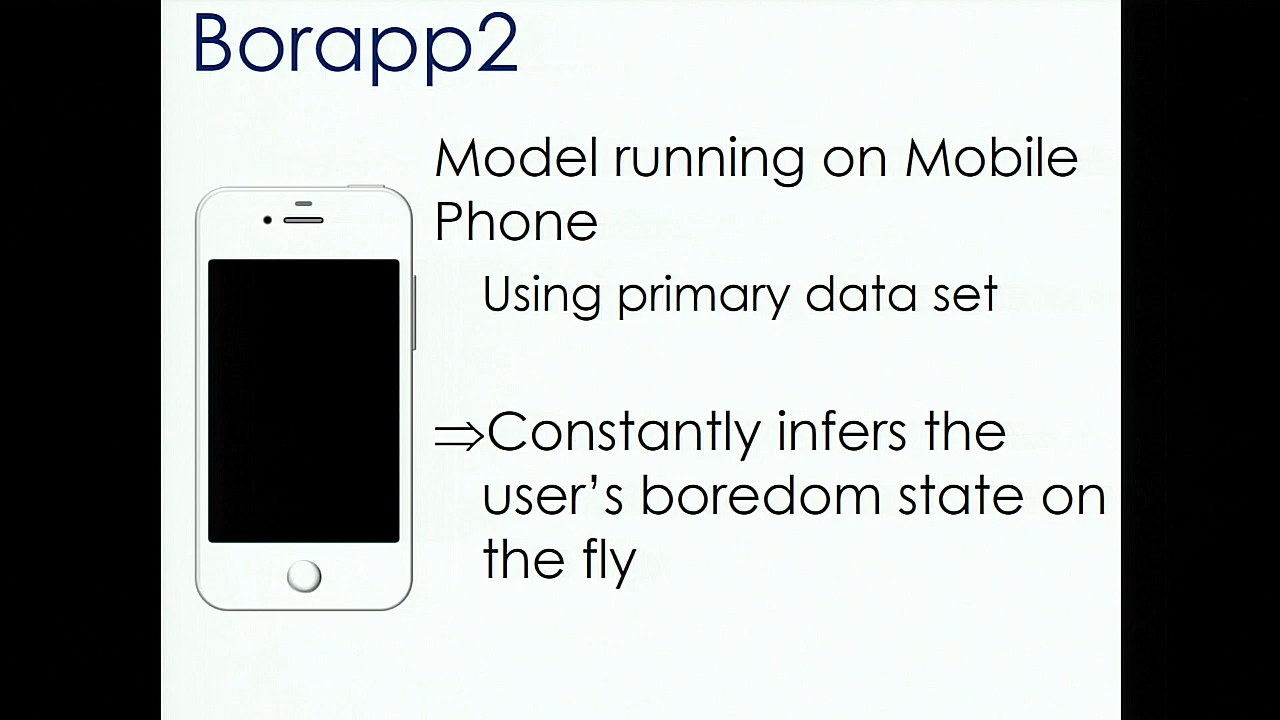 Borapp2
Model running on Mobile
Phone
Using primary data set
⇒Constantly infers the
user’s boredom state on
the fly